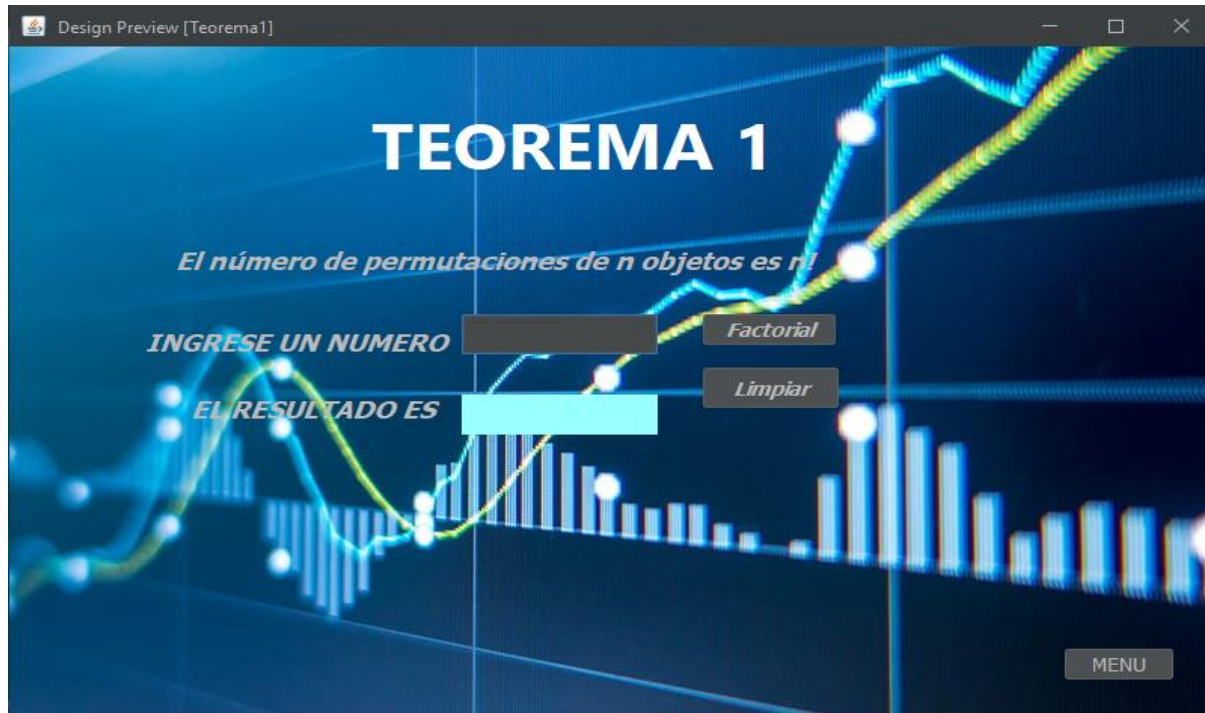 Design Preview [Teorema1]
TEOREMA 1
El número de permutaciones de n objetos es n!
INGRESE UN NUMERO
Factorial
Limpiar
EL RESULTADO ES
MENU